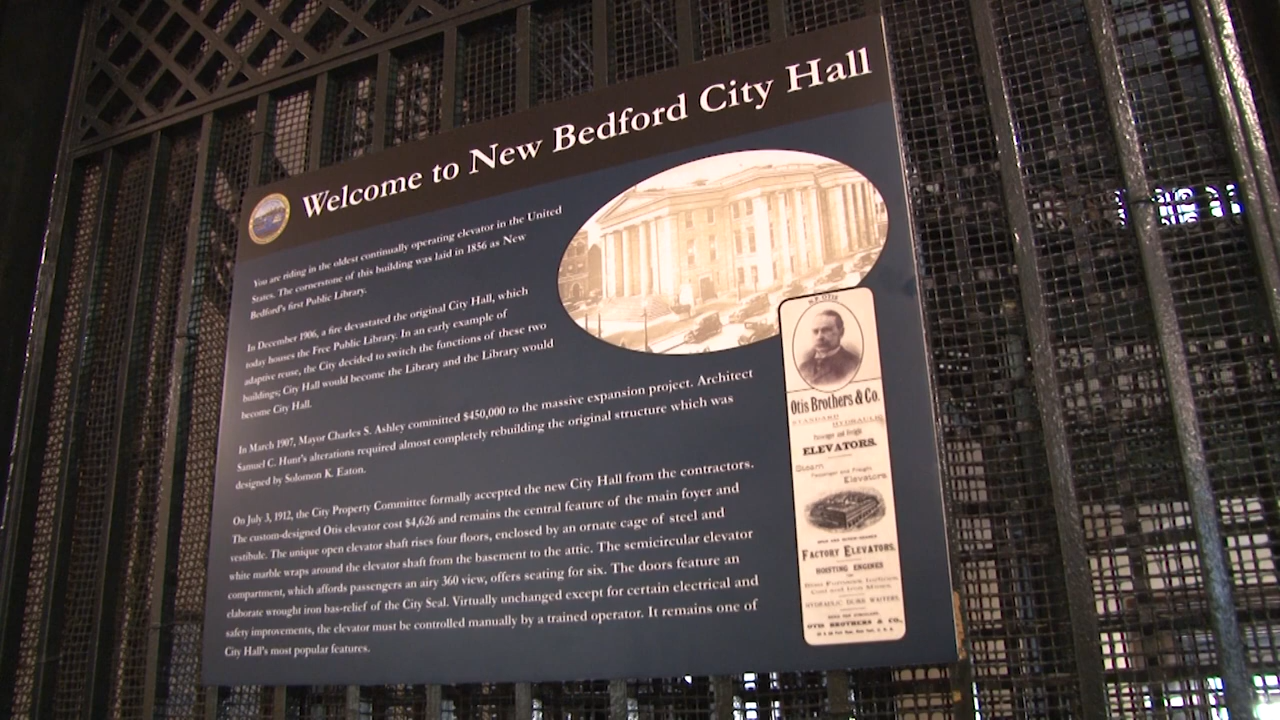 Welcome to New Bedford City Hall
You are riding in the oldest continually operating elevator in the United
States. The cornerstone of this building was laid in 1856 as New
Bedford's first Public Library.
In December 1906, a fire devastated the original City Hall, which
today houses the Free Public Library. In an early example of
adaptive reuse, the City decided to switch the functions of these two
buildings; City Hall would become the Library and the Library would
become City Hall.
In March 1907, Mayor Charles S. Ashley committed $450,000 to the massive expansion project. Architect
Samuel C. Hunt's alterations required almost completely rebuilding the original structure which was
designed by Solomon K. Eaton.
On July 3, 1912, the City Property Committee formally accepted the new City Hall from the contractors.
The custom-designed Otis elevator cost $4,626 and remains the central feature of the main foyer and
vestibule. The unique open elevator shaft rises four floors, enclosed by an ornate cage of steel and
white marble wraps around the elevator shaft from the basement to the attic. The semicircular elevator
compartment, which affords passengers an airy 360 view, offers seating for six. The doors feature an
elaborate wrought iron bas-relief of the City Seal. Virtually unchanged except for certain electrical and
safety improvements, the elevator must be controlled manually by a trained operator. It remains one of
City Hall's most popular features.
N.P. OTIS
Otis Brothers & Co.
STANDARD
HYDRAULIC
Passenger and Freight
ELEVATORS.
Steam
Passenger and Freight
Elevators
FACTORY ELEVATORS.
HOISTING ENGINES
FOR
Coal and Iron Mines.
HYDRAULIC DUMB WAITERS.
OTIS BROTHERS & CO.